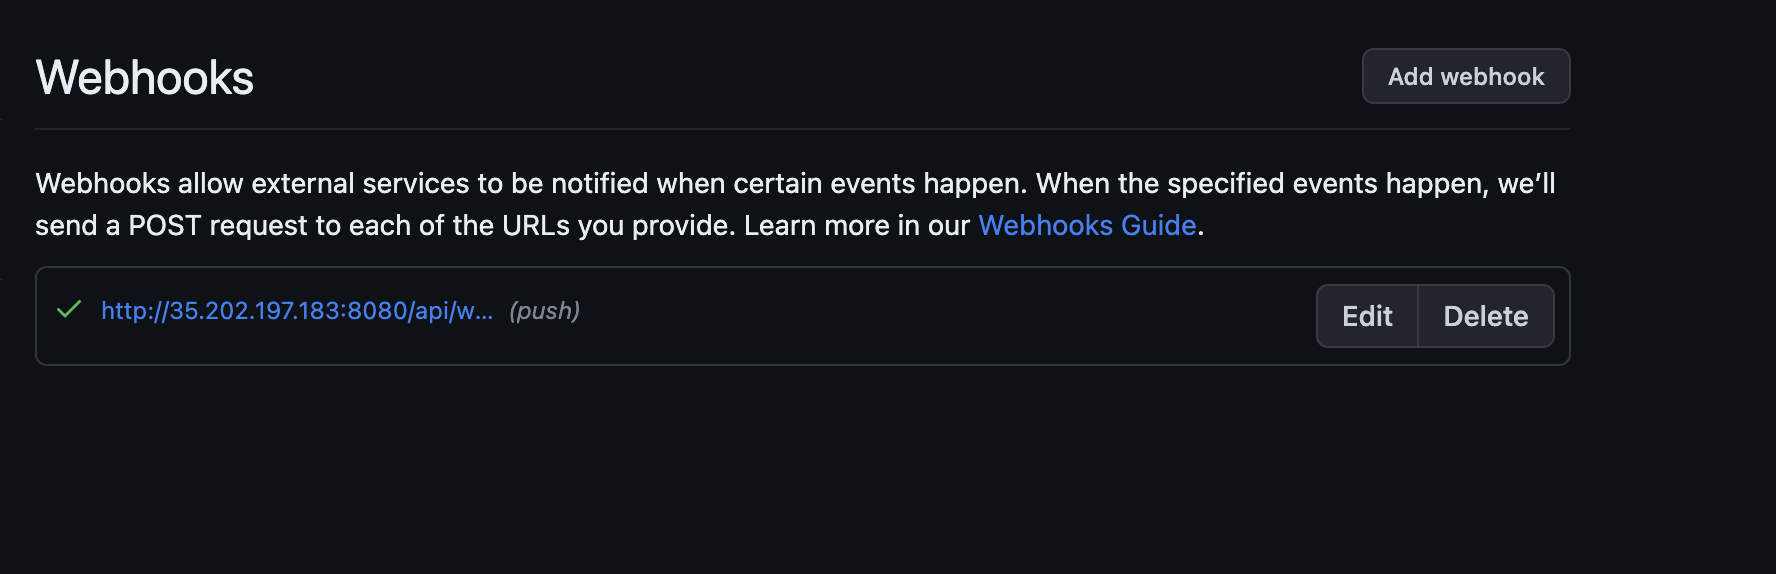 Webhooks
Add webhook
Webhooks allow external services to be notified when certain events happen. When the specified events happen, we’ll
send a POST request to each of the URLs you provide. Learn more in our Webhooks Guide.
http://35.202.197.183:8080/api/w... (push)
Edit
Delete